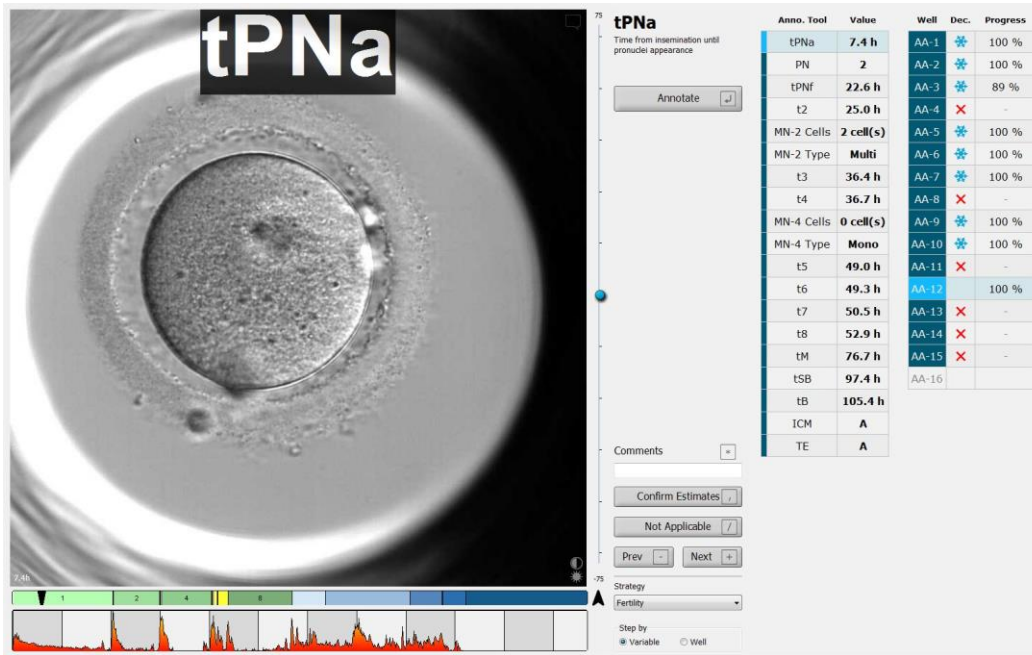 tPNa
7.4h
1 2 4 8
75
-75
tPNa
Time from insemination until
pronuclei appearance
Annotate
Comments
Confirm Estimates ,
Not Applicable /
Prev - Next +
Strategy
Fertility
Step by
Variable Well
Anno. Tool Value
tPNa 7.4 h
PN 2
tPNf 22.6 h
t2 25.0 h
MN-2 Cells 2 cell(s)
MN-2 Type Multi
t3 36.4 h
t4 36.7 h
MN-4 Cells 0 cell(s)
MN-4 Type Mono
t5 49.0 h
t6 49.3 h
t7 50.5 h
t8 52.9 h
tM 76.7 h
tSB 97.4 h
tB 105.4 h
ICM A
TE A
Well Dec. Progress
AA-1 100 %
AA-2 100 %
AA-3 89 %
AA-4 -
AA-5 100 %
AA-6 100 %
AA-7 100 %
AA-8 -
AA-9 100 %
AA-10 100 %
AA-11 -
AA-12 100 %
AA-13 -
AA-14 -
AA-15 -
AA-16